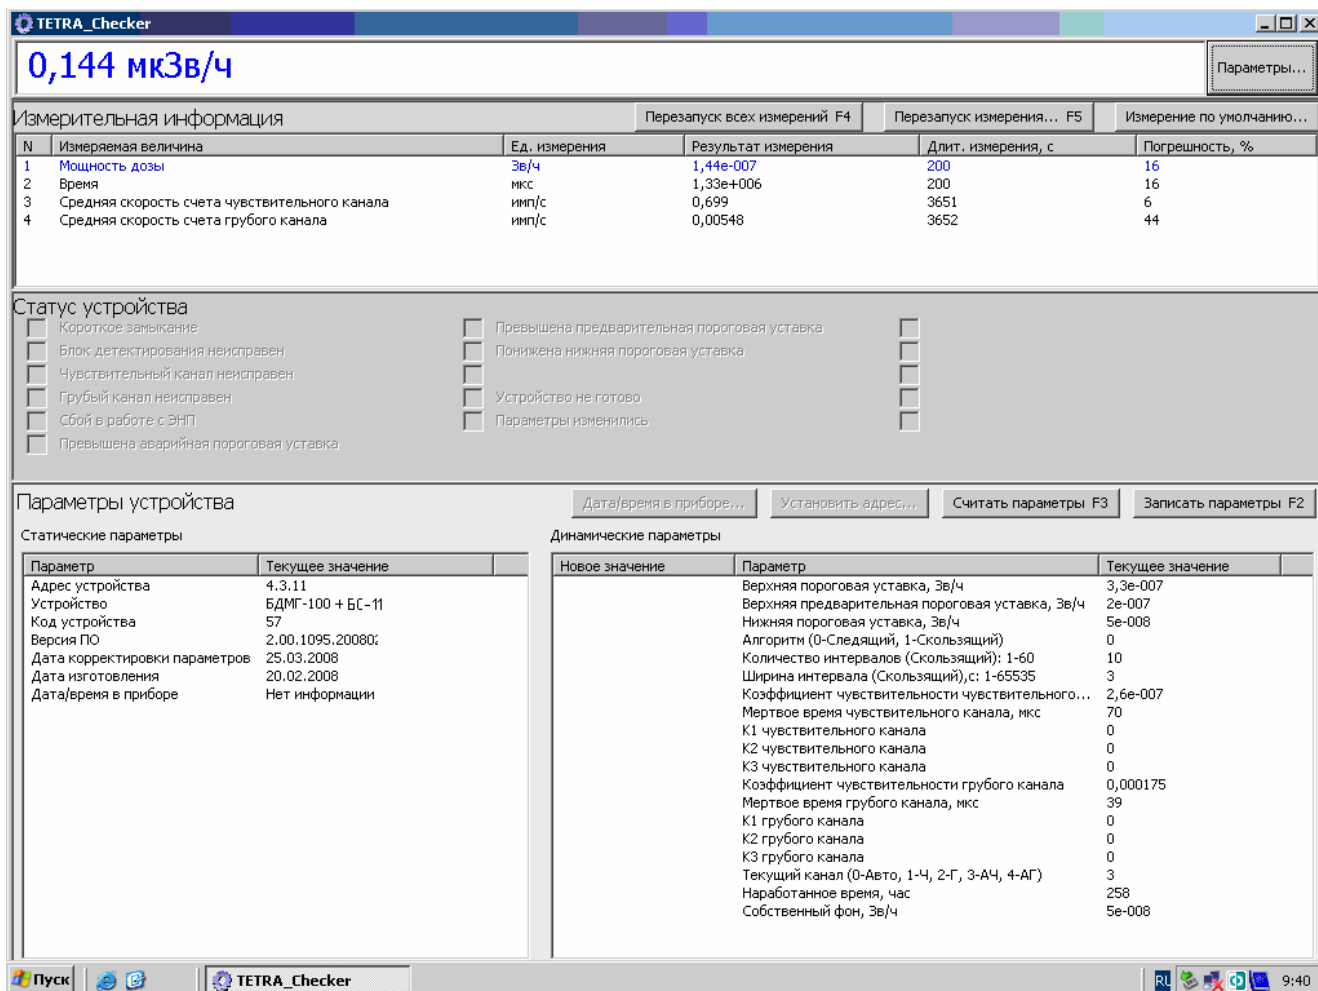 TETRA_Checker
0,144 мкЗв/ч
Параметры...
Измерительная информация
Перезапуск всех измерений F4
Перезапуск измерения... F5
Измерение по умолчанию...
N Измеряемая величина Ед. измерения Результат измерения Длит. измерения, с Погрешность, %
1 Мощность дозы Зв/ч 1,44e-007 200 16
2 Время мкс 1,33e+006 200 16
3 Средняя скорость счета чувствительного канала имп/с 0,699 3651 6
4 Средняя скорость счета грубого канала имп/с 0,00548 3652 44
Статус устройства
Короткое замыкание Превышена предварительная пороговая уставка
Блок детектирования неисправен Понижена нижняя пороговая уставка
Чувствительный канал неисправен
Грубый канал неисправен Устройство не готово
Сбой в работе с ЭНП Параметры изменились
Превышена аварийная пороговая уставка
Параметры устройства
Дата/время в приборе...
Установить адрес...
Считать параметры F3
Записать параметры F2
Статические параметры
Параметр Текущее значение
Адрес устройства 4.3.11
Устройство БДМГ-100 + БС-11
Код устройства 57
Версия ПО 2.00.1095.20080
Дата корректировки параметров 25.03.2008
Дата изготовления 20.02.2008
Дата/время в приборе Нет информации
Динамические параметры
Новое значение Параметр Текущее значение
Верхняя пороговая уставка, Зв/ч 3,3e-007
Верхняя предварительная пороговая уставка, Зв/ч 2e-007
Нижняя пороговая уставка, Зв/ч 5e-008
Алгоритм (0-Следящий, 1-Скользящий) 0
Количество интервалов (Скользящий): 1-60 10
Ширина интервала (Скользящий),с: 1-65535 3
Коэффициент чувствительности чувствительного... 2,6e-007
Мертвое время чувствительного канала, мкс 70
К1 чувствительного канала 0
К2 чувствительного канала 0
К3 чувствительного канала 0
Коэффициент чувствительности грубого канала 0,000175
Мертвое время грубого канала, мкс 39
К1 грубого канала 0
К2 грубого канала 0
К3 грубого канала 0
Текущий канал (0-Авто, 1-Ч, 2-Г, 3-АЧ, 4-АГ) 3
Наработанное время, час 258
Собственный фон, Зв/ч 5e-008
Пуск TETRA_Checker RU 9:40